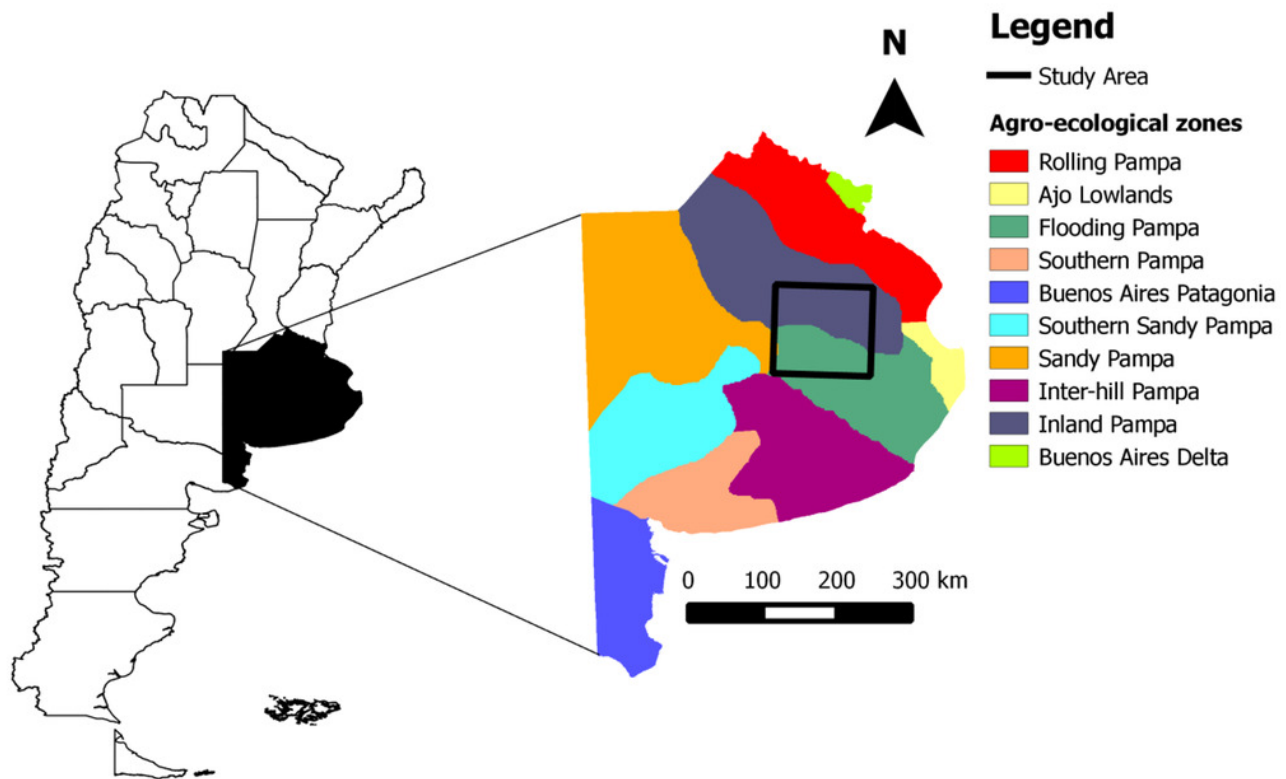 N
Legend
Study Area
Agro-ecological zones
Rolling Pampa
Ajo Lowlands
Flooding Pampa
Southern Pampa
Buenos Aires Patagonia
Southern Sandy Pampa
Sandy Pampa
Inter-hill Pampa
Inland Pampa
Buenos Aires Delta
0 100 200 300 km